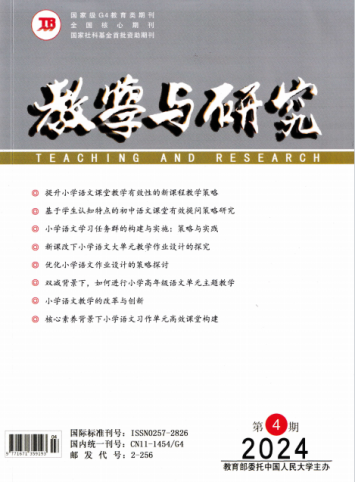 国家级G4教育类期刊
全国核心期刊
国家社科基金首批资助期刊
教學与研究
TEACHING AND RESEARCH
提升小学语文课堂教学有效性的新课程教学策略
基于学生认知特点的初中语文课堂有效提问策略研究
小学语文学习任务群的构建与实施：策略与实践
新课改下小学语文大单元教学作业设计的探究
优化小学语文作业设计的策略探讨
双减背景下，如何进行小学高年级语文单元主题教学
小学语文教学的改革与创新
核心素养背景下小学语文习作单元高效课堂构建
国际标准刊号：ISSN0257-2826
国内统一刊号：CN11-1454/G4
邮发代号：2-256
第4期
2024
教育部委托中国人民大学主办